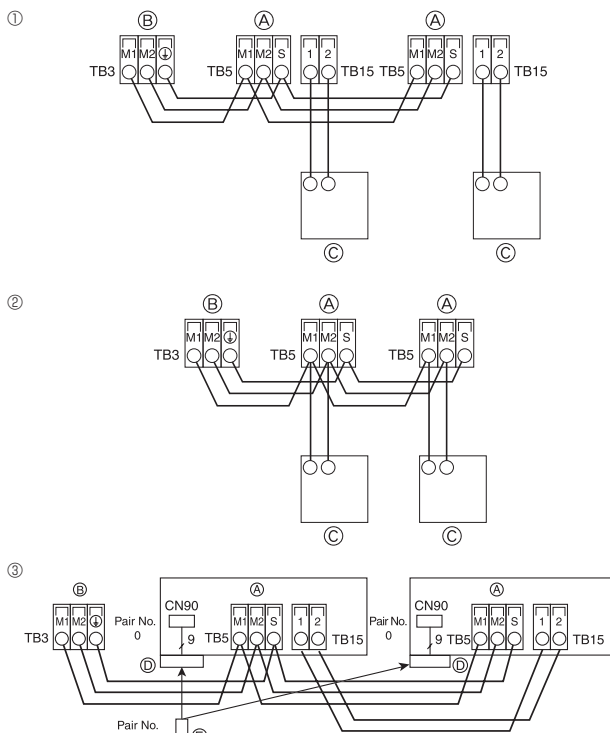 ①
Ⓑ Ⓐ Ⓐ
M1 M2 M1 M2 S 1 2 M1 M2 S 1 2
TB3 TB5 TB15 TB5 TB15
Ⓒ Ⓒ
②
Ⓑ Ⓐ Ⓐ
M1 M2 M1 M2 S M1 M2 S
TB3 TB5 TB5
Ⓒ Ⓒ
③
Ⓑ Ⓐ Ⓐ
CN90 CN90
M1 M2 Pair No. M1 M2 S 1 2 Pair No. M1 M2 S 1 2
TB3 0 9 TB5 TB15 0 9 TB5 TB15
Ⓓ Ⓓ
Pair No.